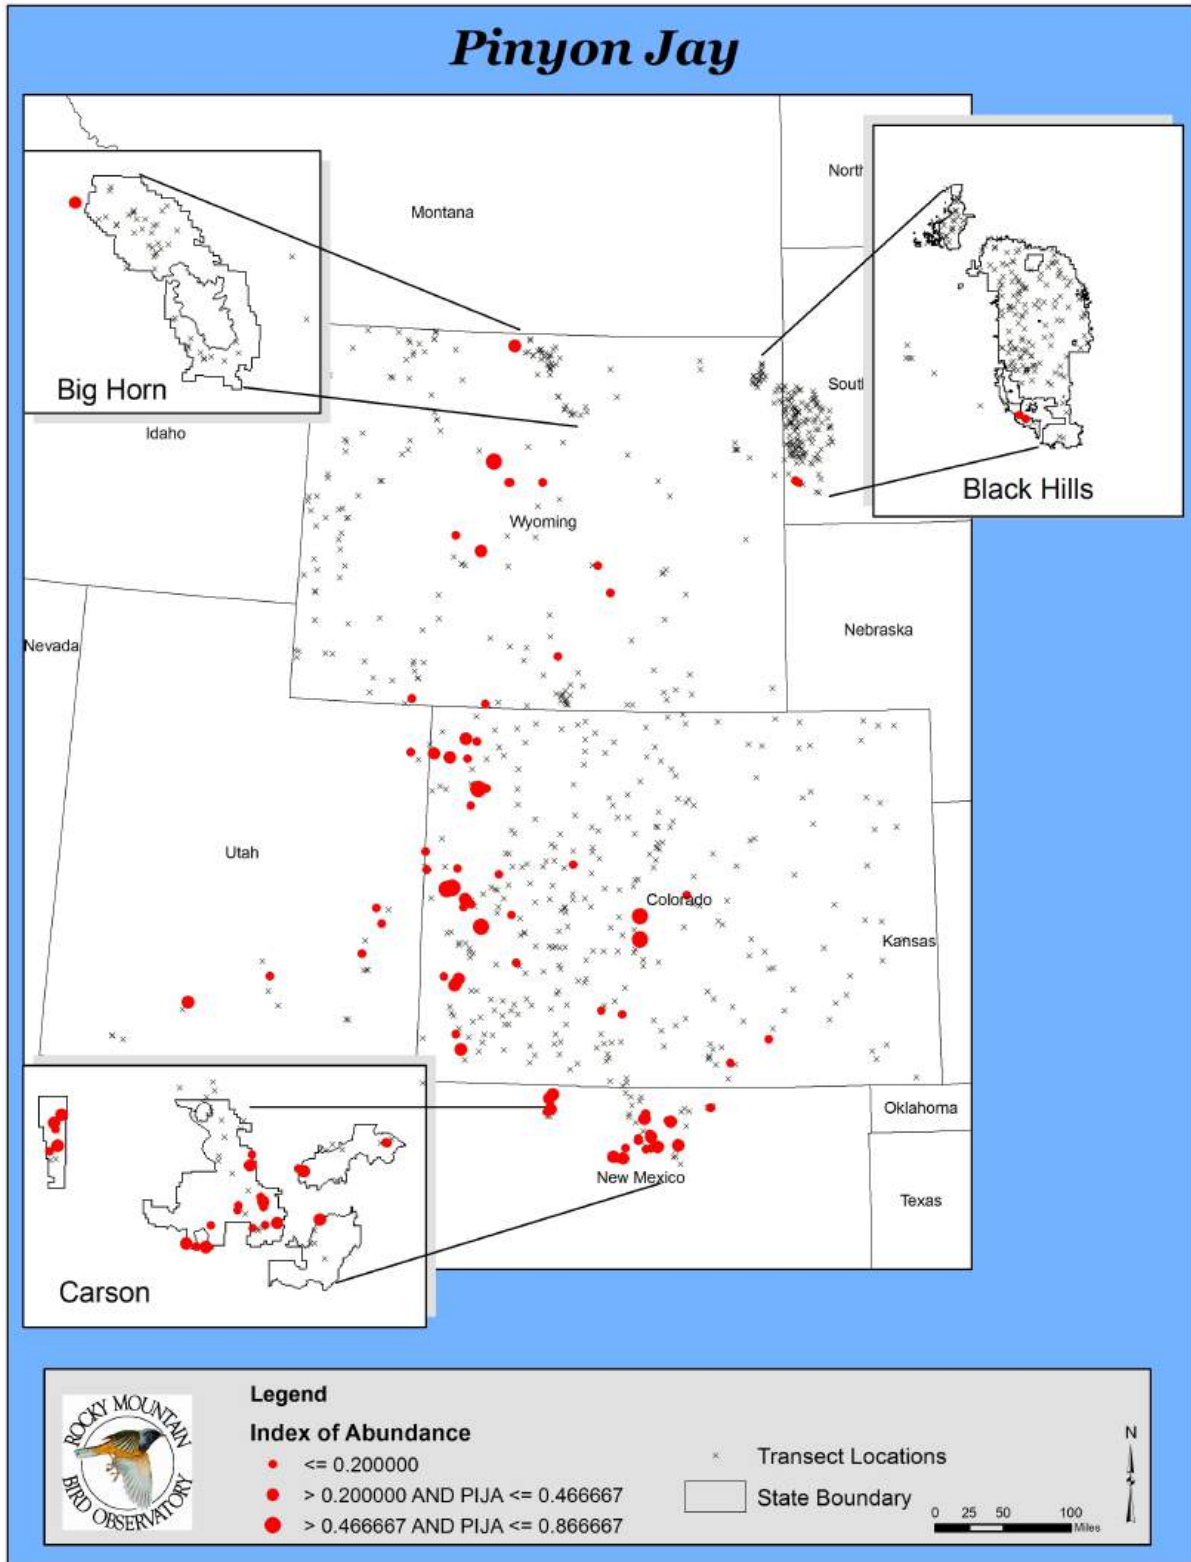 Pinyon Jay
Montana
North
Big Horn
South
Idaho
Black Hills
Wyoming
Nevada
Nebraska
Utah
Colorado
Kansas
Oklahoma
New Mexico
Texas
Carson
Legend
ROCKY MOUNTAIN
BIRD OBSERVATORY
Index of Abundance
<= 0.200000
> 0.200000 AND PIJA <= 0.466667
> 0.466667 AND PIJA <= 0.866667
Transect Locations
State Boundary
N
0 25 50 100
Miles